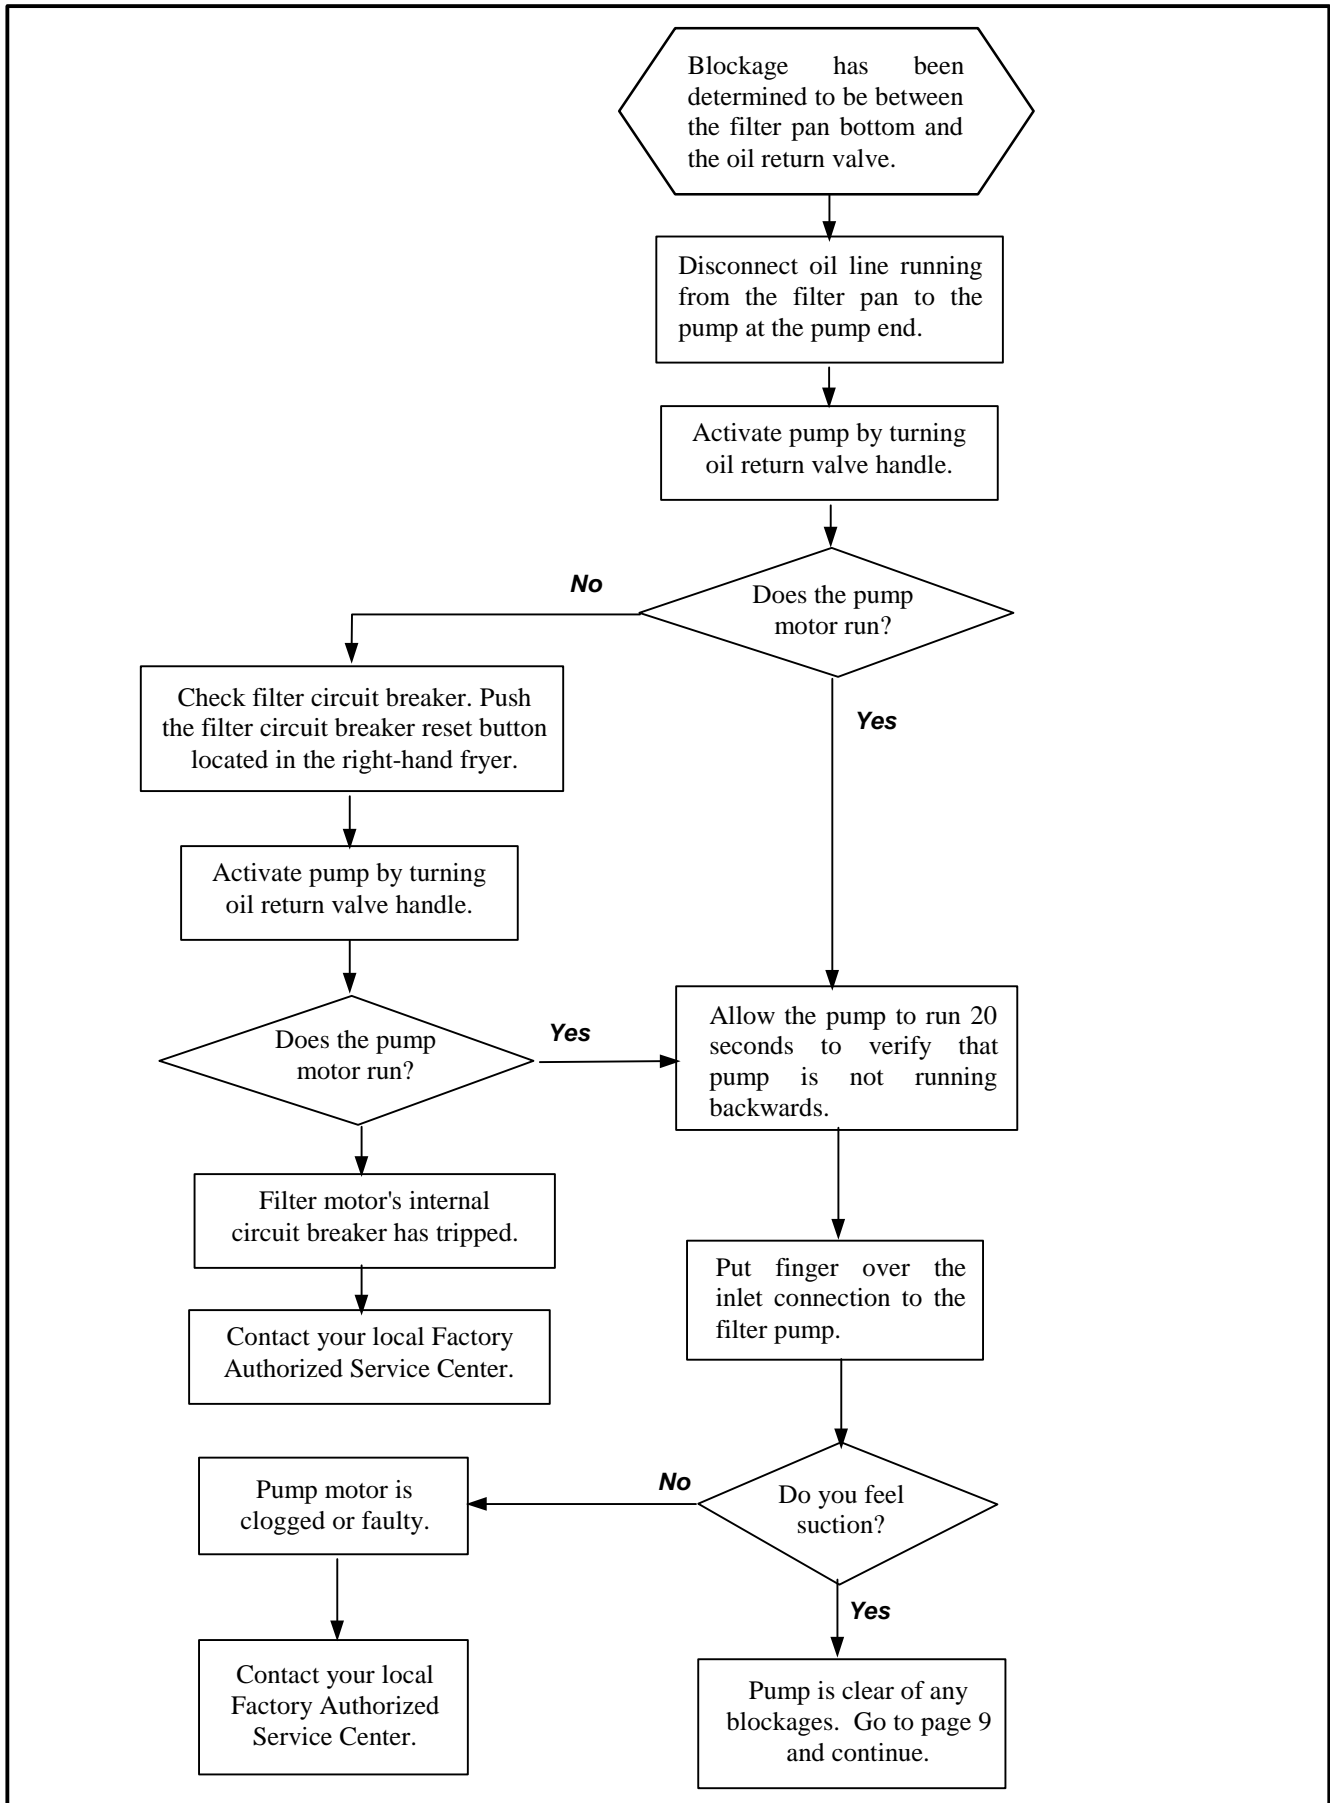 Blockage has been
determined to be between
the filter pan bottom and
the oil return valve.
Disconnect oil line running
from the filter pan to the
pump at the pump end.
Activate pump by turning
oil return valve handle.
Does the pump
motor run?
No
Yes
Check filter circuit breaker. Push
the filter circuit breaker reset button
located in the right-hand fryer.
Activate pump by turning
oil return valve handle.
Does the pump
motor run?
Yes
Allow the pump to run 20
seconds to verify that
pump is not running
backwards.
Filter motor's internal
circuit breaker has tripped.
Contact your local Factory
Authorized Service Center.
Put finger over the
inlet connection to the
filter pump.
Do you feel
suction?
No
Pump motor is
clogged or faulty.
Contact your local
Factory Authorized
Service Center.
Yes
Pump is clear of any
blockages. Go to page 9
and continue.